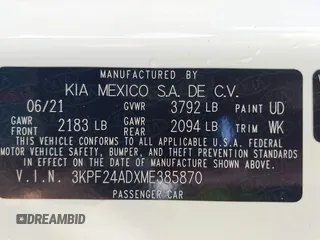 MANUFACTURED BY
KIA MEXICO S.A. DE C.V.
06/21 GVWR 3792 LB PAINT UD
GAWR FRONT 2183 LB GAWR REAR 2094 LB TRIM WK
THIS VEHICLE CONFORMS TO ALL APPLICABLE U.S.A. FEDERAL
MOTOR VEHICLE SAFETY, BUMPER, AND THEFT PREVENTION STANDARDS
IN EFFECT ON THE DATE OF MANUFACTURE SHOWN ABOVE.
V.I.N. 3KPF24ADXME385870
PASSENGER CAR
DREAMBID